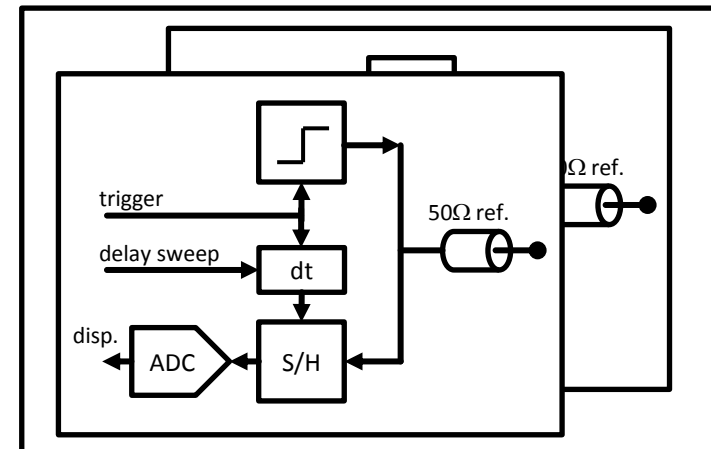 Ω ref.
trigger
50Ω ref.
delay sweep
dt
disp.
ADC
S/H